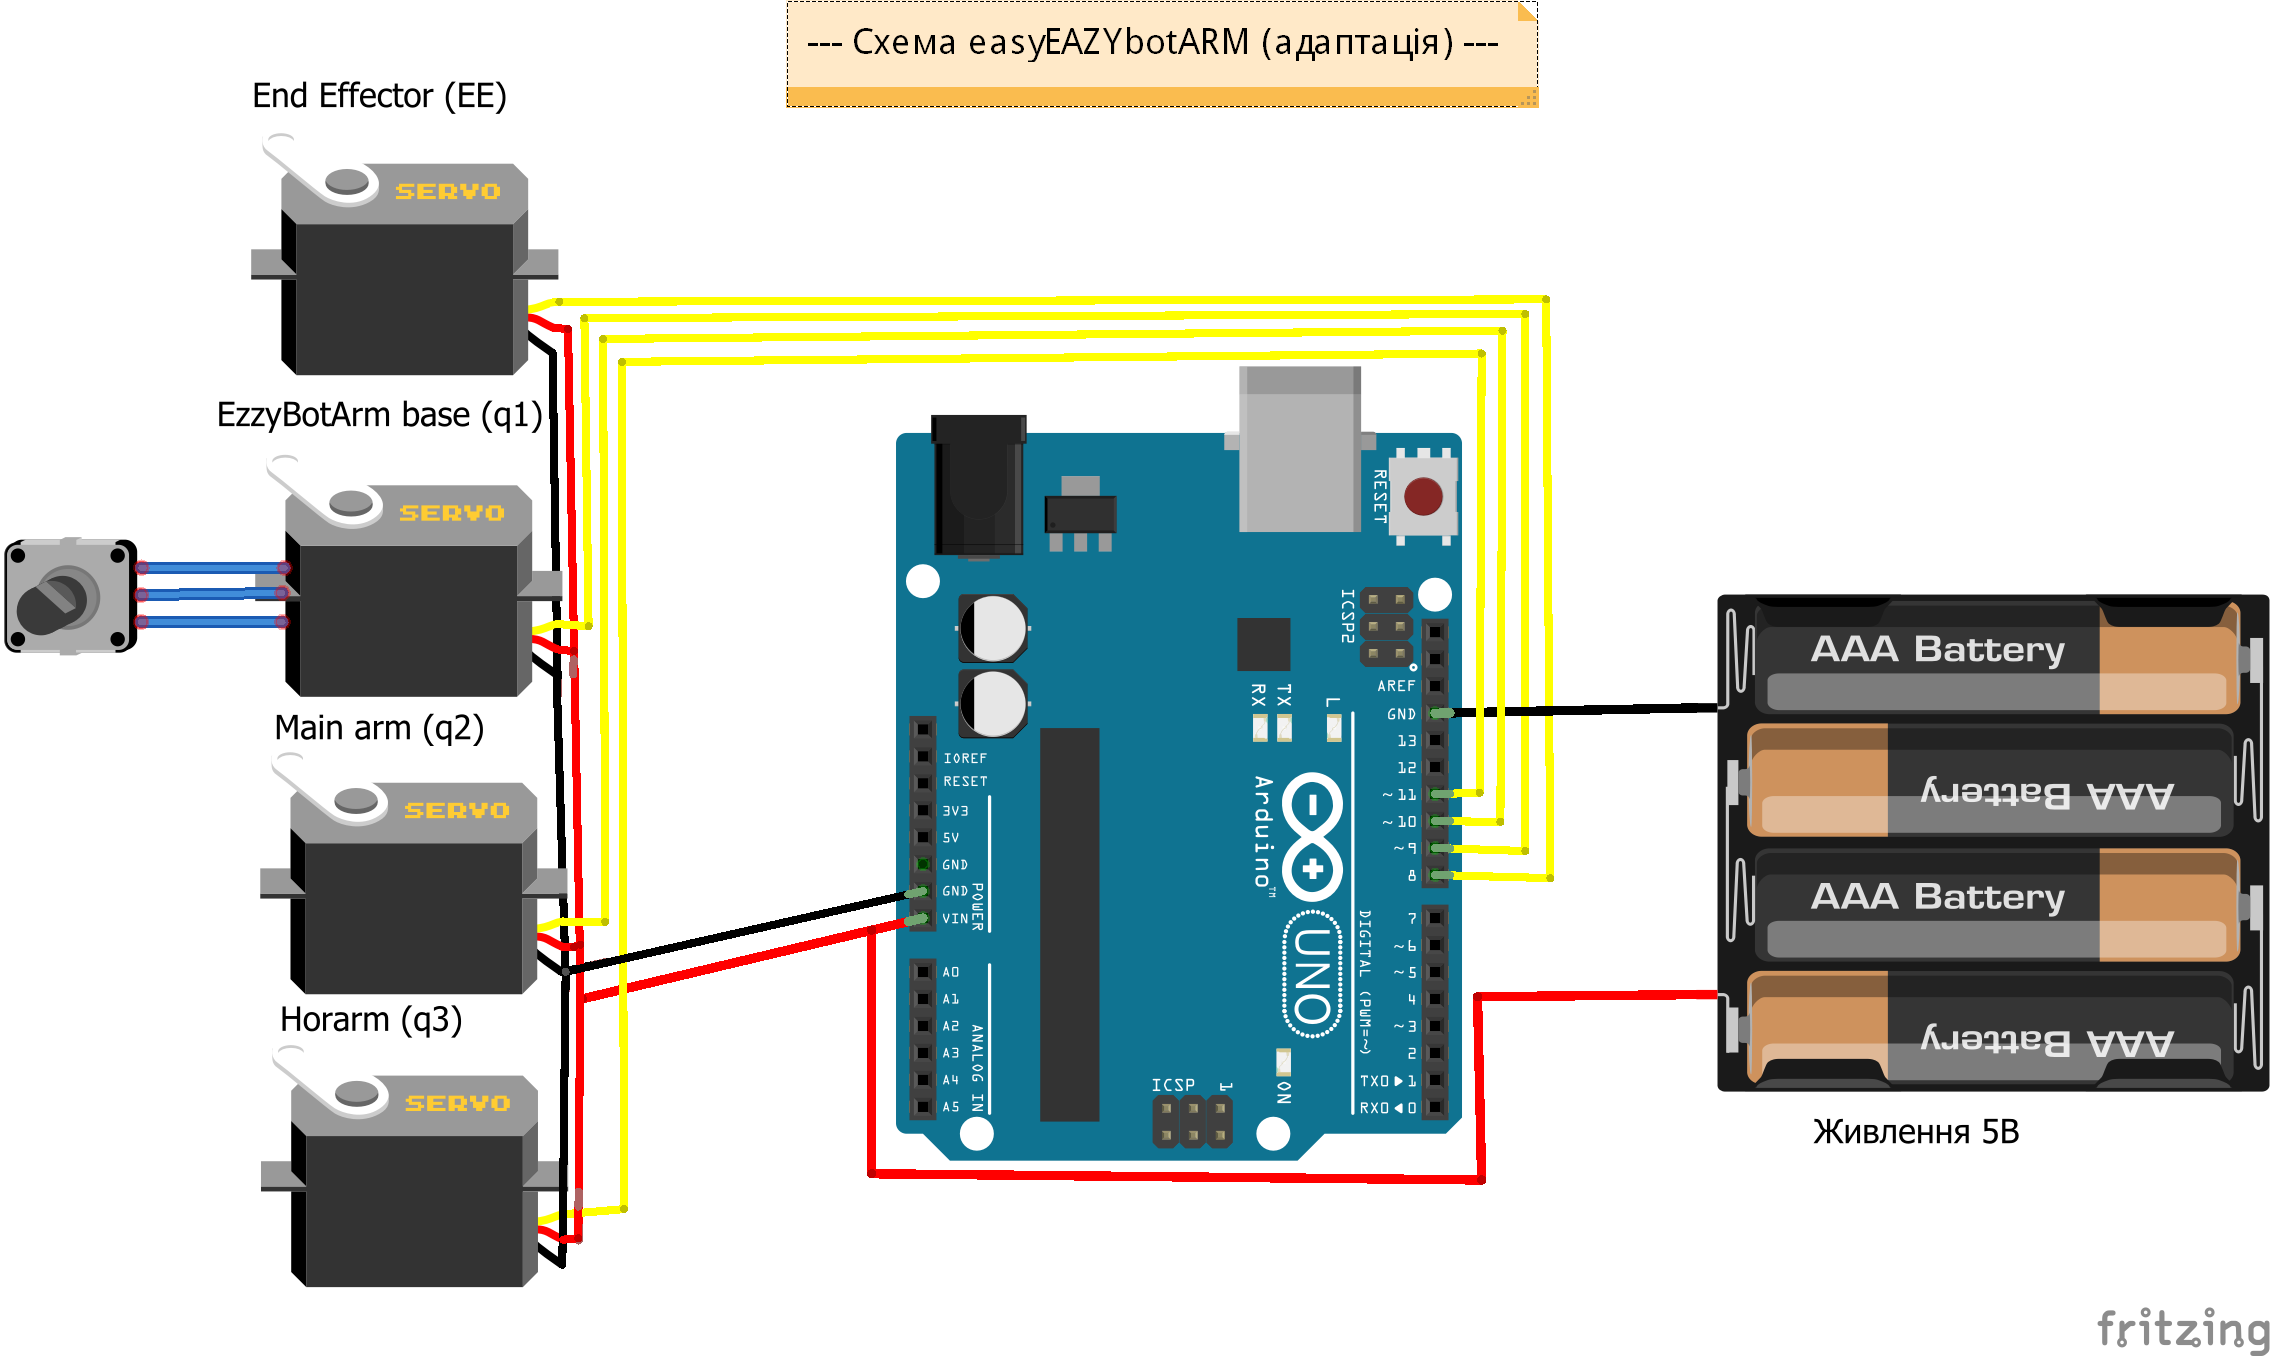 --- Схема easyEAZYbotARM (адаптація) ---
End Effector (EE)
SERVO
EzzyBotArm base (q1)
SERVO
Main arm (q2)
SERVO
Horarm (q3)
SERVO
RESET
ICSP2
RX
TX
L
IOREF
RESET
3V3
5V
GND
GND
VIN
POWER
A0
A1
A2
A3
A4
A5
ANALOG IN
AREF
GND
13
12
~11
~10
~9
8
7
~6
~5
4
~3
2
TX0▶1
RX0◀0
DIGITAL (PWM=~)
Arduino™
UNO
ON
ICSP
1
AAA Battery
AAA Battery
AAA Battery
AAA Battery
Живлення 5В
fritzing